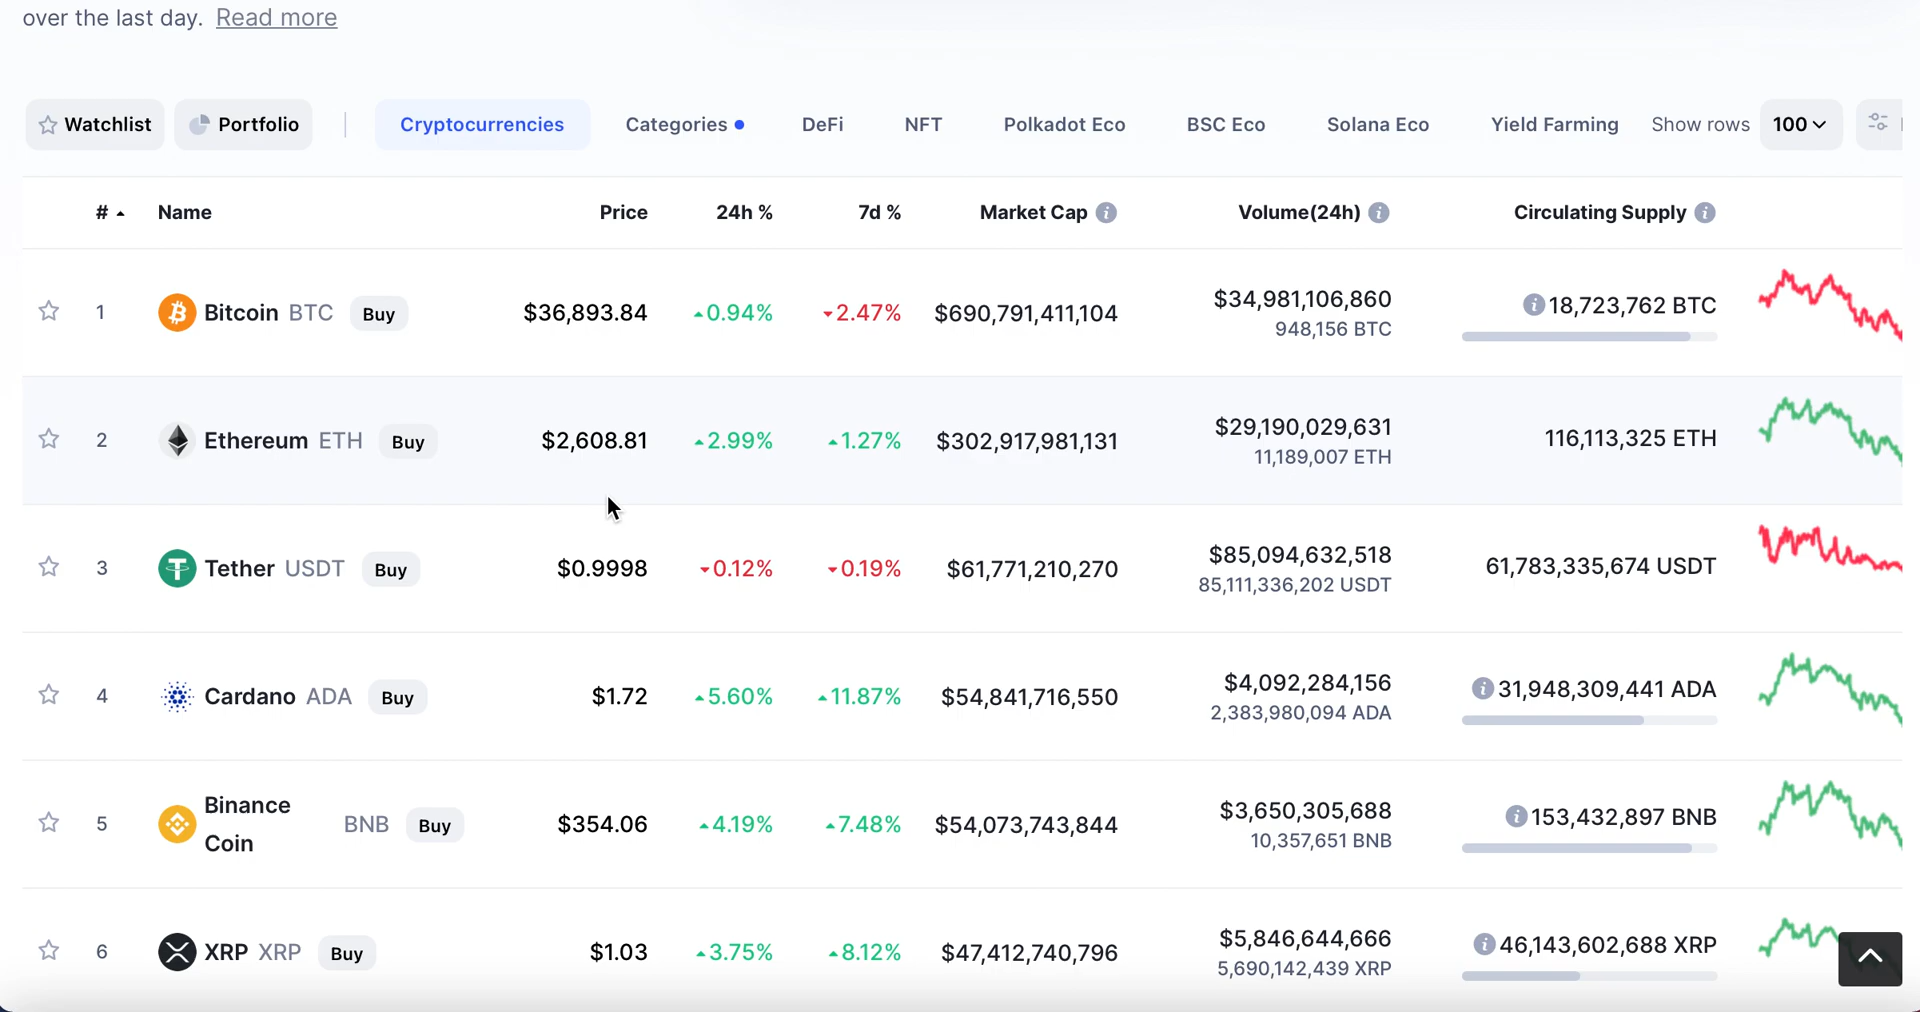 over the last day. Read more
Watchlist Portfolio Cryptocurrencies Categories DeFi NFT Polkadot Eco BSC Eco Solana Eco Yield Farming Show rows 100
# Name Price 24h % 7d % Market Cap Volume(24h) Circulating Supply
1 Bitcoin BTC Buy $36,893.84 0.94% 2.47% $690,791,411,104 $34,981,106,860 18,723,762 BTC
948,156 BTC
2 Ethereum ETH Buy $2,608.81 2.99% 1.27% $302,917,981,131 $29,190,029,631 116,113,325 ETH
11,189,007 ETH
3 Tether USDT Buy $0.9998 0.12% 0.19% $61,771,210,270 $85,094,632,518 61,783,335,674 USDT
85,111,336,202 USDT
4 Cardano ADA Buy $1.72 5.60% 11.87% $54,841,716,550 $4,092,284,156 31,948,309,441 ADA
2,383,980,094 ADA
5 Binance Coin BNB Buy $354.06 4.19% 7.48% $54,073,743,844 $3,650,305,688 153,432,897 BNB
10,357,651 BNB
6 XRP XRP Buy $1.03 3.75% 8.12% $47,412,740,796 $5,846,644,666 46,143,602,688 XRP
5,690,142,439 XRP